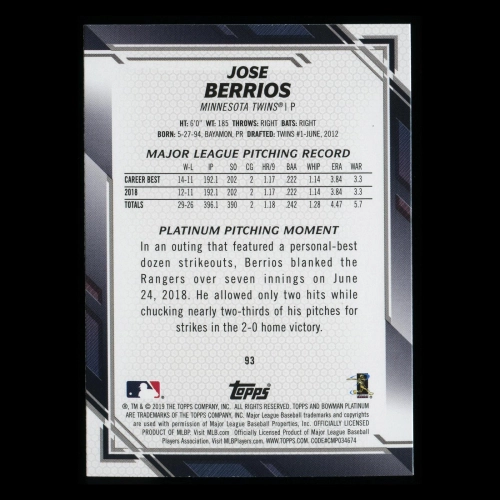 JOSE
BERRIOS
MINNESOTA TWINS® | P
HT: 6'0" WT: 185 THROWS: RIGHT BATS: RIGHT
BORN: 5-27-94, BAYAMON, PR DRAFTED: TWINS #1-JUNE, 2012
MAJOR LEAGUE PITCHING RECORD
W-L IP SO CG HR/9 BAA WHIP ERA WAR
CAREER BEST 14-11 192.1 202 2 1.17 .222 1.14 3.84 3.3
2018 12-11 192.1 202 2 1.17 .222 1.14 3.84 3.3
TOTALS 29-26 396.1 390 2 1.18 .242 1.28 4.47 5.7
PLATINUM PITCHING MOMENT
In an outing that featured a personal-best
dozen strikeouts, Berrios blanked the
Rangers over seven innings on June
24, 2018. He allowed only two hits while
chucking nearly two-thirds of his pitches for
strikes in the 2-0 home victory.
93
topps
®, TM & © 2019 THE TOPPS COMPANY, INC. ALL RIGHTS RESERVED. TOPPS AND BOWMAN PLATINUM
ARE TRADEMARKS OF THE TOPPS COMPANY, INC. Major League Baseball trademarks and copyrights
are used with permission of Major League Baseball Properties, Inc. OFFICIALLY LICENSED
PRODUCT OF MLBP. Visit MLB.com. Officially Licensed Product of Major League Baseball
Players Association, Visit MLBPlayers.com. WWW.TOPPS.COM. CODE#CMP034674